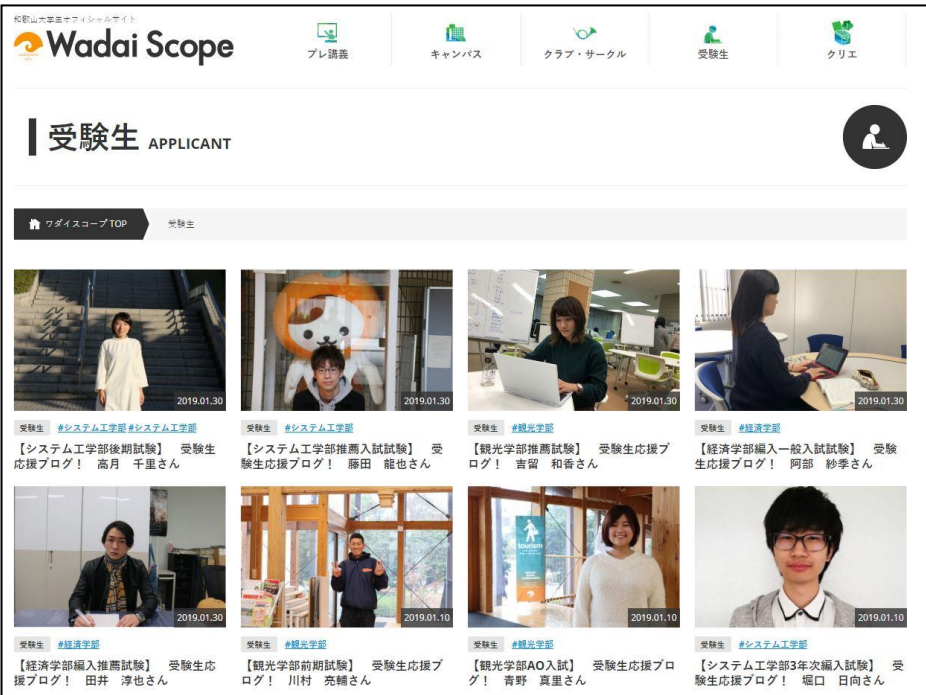 和歌山大学生オフィシャルサイト
Wadai Scope
プレ講義
キャンパス
クラブ・サークル
受験生
クリエ
受験生 APPLICANT
ワダイスコープTOP
受験生
2019.01.30
2019.01.30
2019.01.30
2019.01.30
受験生 #システム工学部 #システム工学部
【システム工学部後期試験】 受験生
応援ブログ! 高月 千里さん
受験生 #システム工学部
【システム工学部推薦入試試験】 受
験生応援ブログ! 藤田 龍也さん
受験生 #観光学部
【観光学部推薦試験】 受験生応援ブ
ログ! 吉留 和香さん
受験生 #経済学部
【経済学部編入一般入試試験】 受験
生応援ブログ! 阿部 紗季さん
tourism
2019.01.30
2019.01.10
2019.01.10
2019.01.10
受験生 #経済学部
【経済学部編入推薦試験】 受験生応
援ブログ! 田井 淳也さん
受験生 #観光学部
【観光学部前期試験】 受験生応援ブ
ログ! 川村 亮輔さん
受験生 #観光学部
【観光学部AO入試】 受験生応援ブロ
グ! 青野 真里さん
受験生 #システム工学部
【システム工学部3年次編入試験】 受
験生応援ブログ! 堀口 日向さん